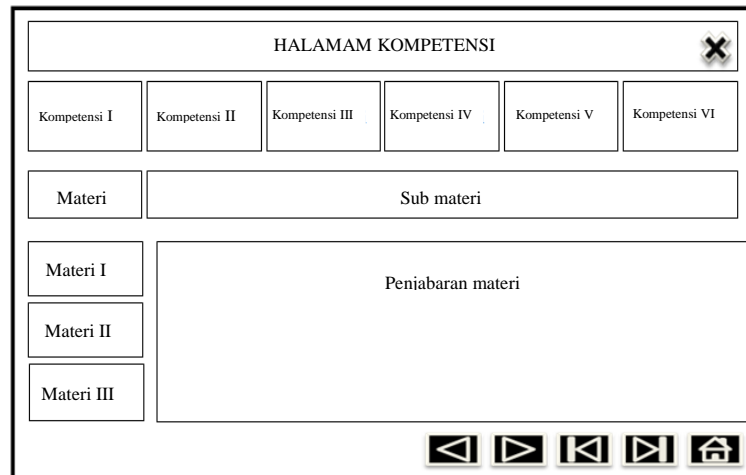 HALAMAM KOMPETENSI
Kompetensi I
Kompetensi II
Kompetensi III
Kompetensi IV
Kompetensi V
Kompetensi VI
Materi
Sub materi
Materi I
Penjabaran materi
Materi II
Materi III